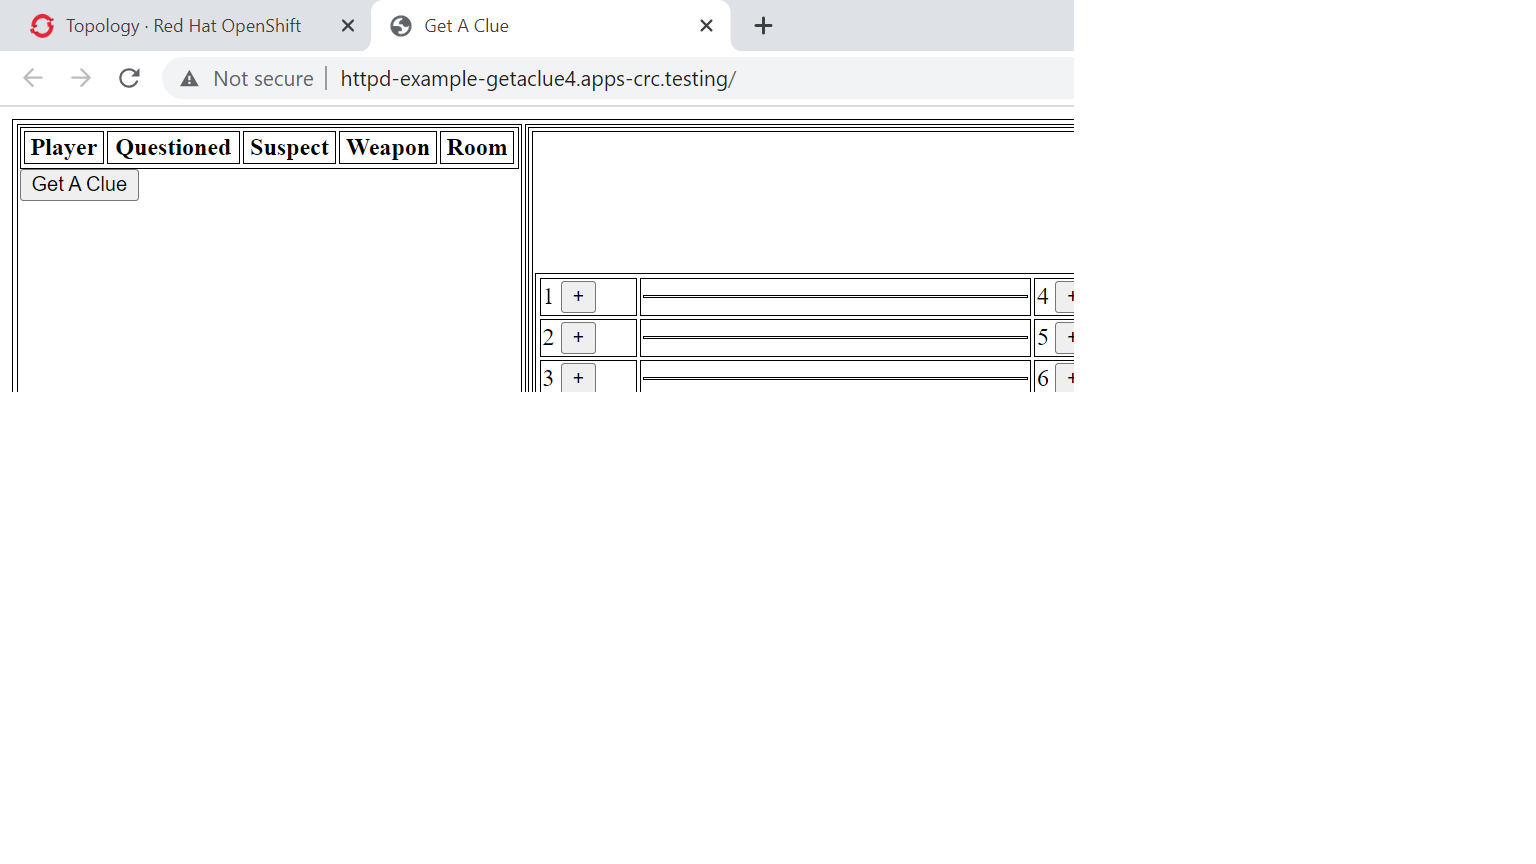 Topology · Red Hat OpenShift
Get A Clue
Not secure httpd-example-getaclue4.apps-crc.testing/
Player Questioned Suspect Weapon Room
Get A Clue
1 + 4 +
2 + 5 +
3 + 6 +